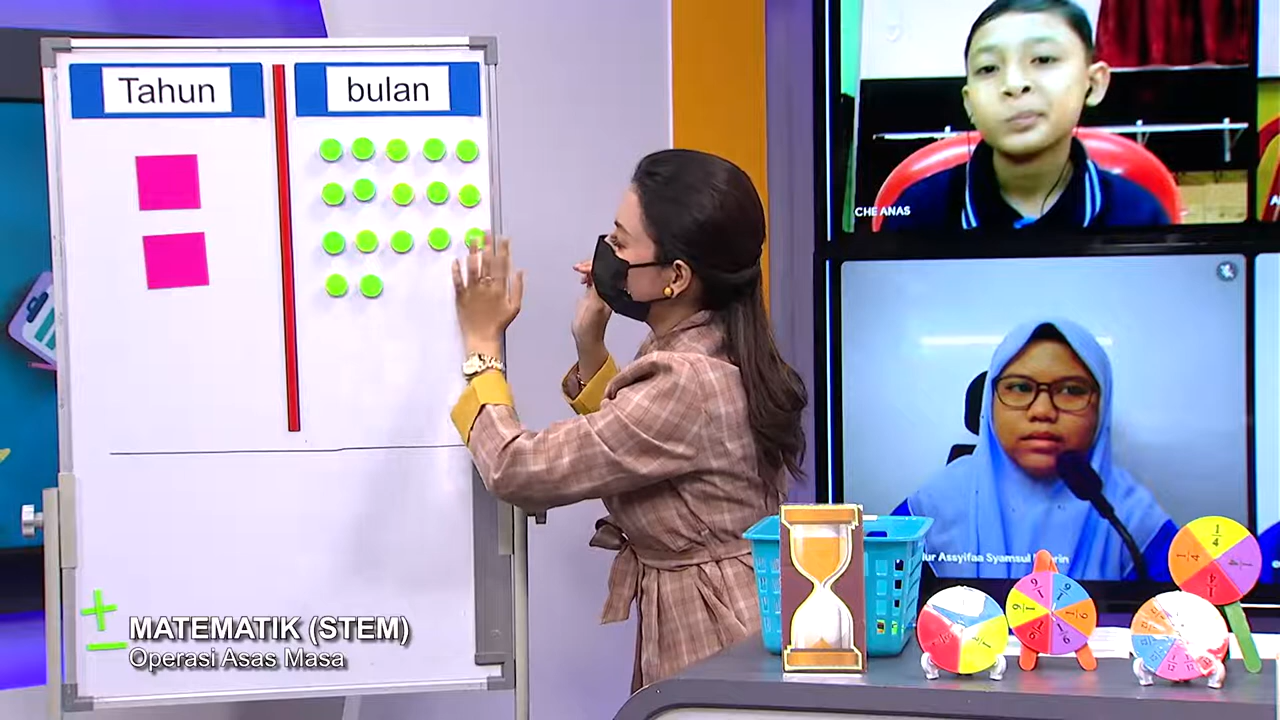 Tahun
bulan
CHE ANAS
MATEMATIK (STEM)
Operasi Asas Masa